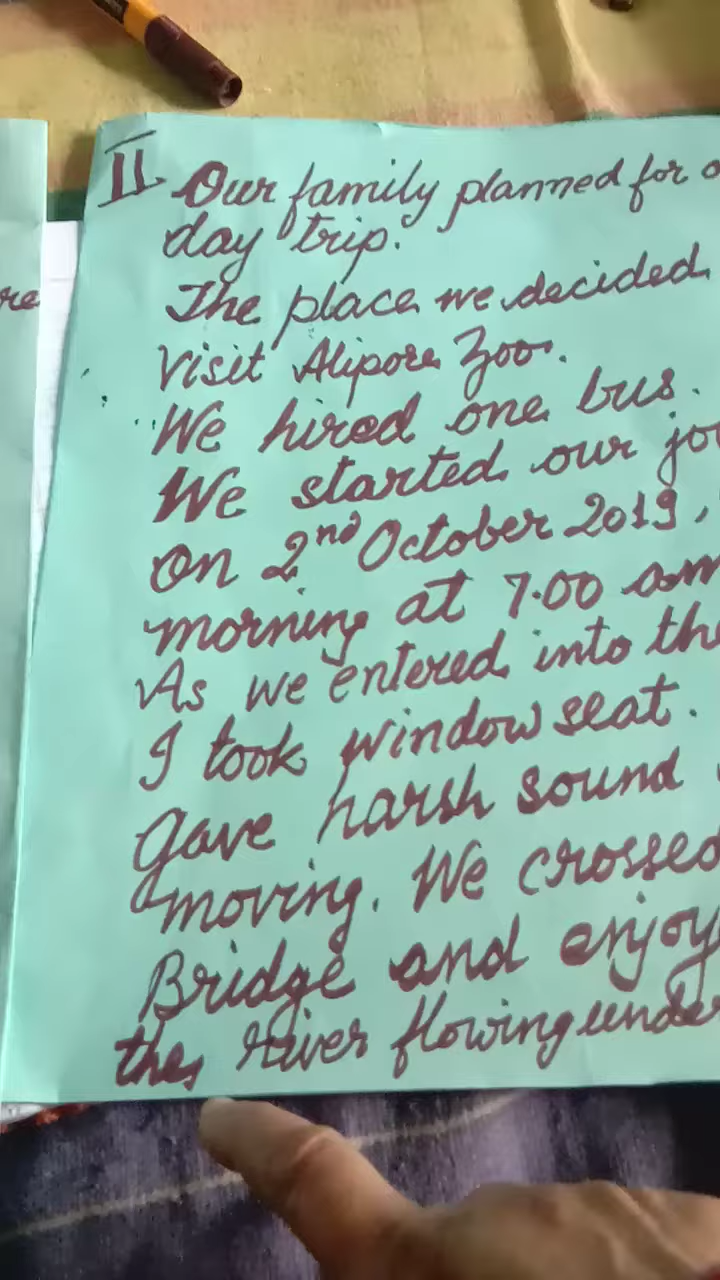 II Our family planned for a
day trip.
The place we decided
Visit Alipore Zoo.
We hired one bus.
We started our jou
On 2nd October 2019,
morning at 7.00 am
As we entered into the
I took window seat.
Gave harsh sound
moving. We crossed
Bridge and enjoy
the river flowing under
re